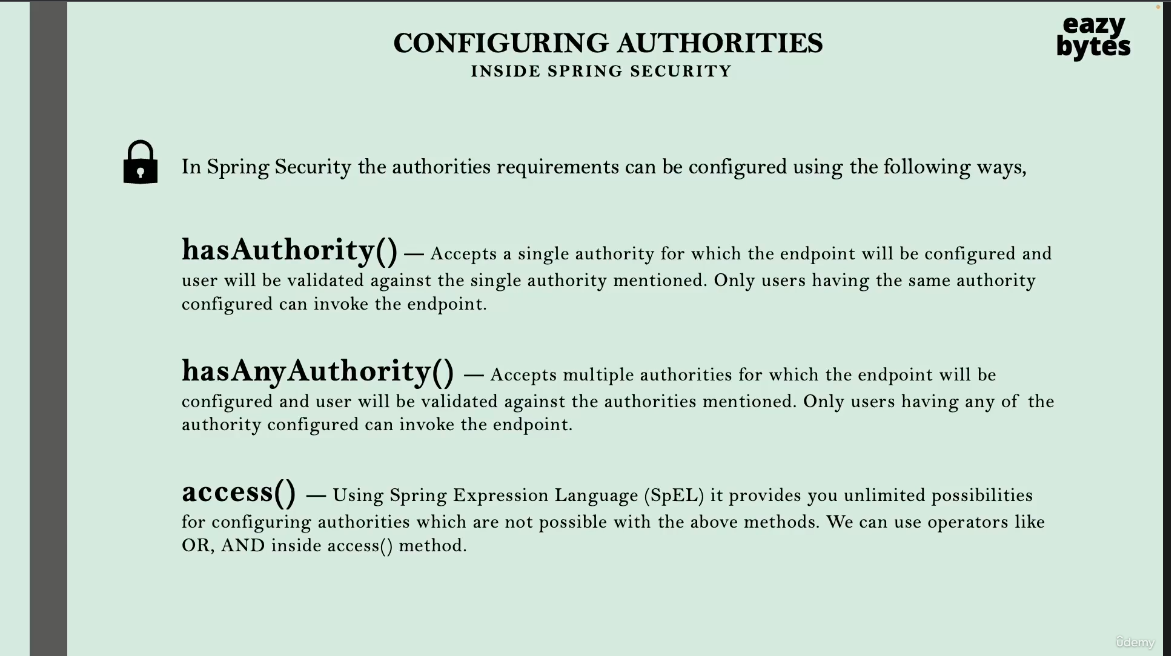 CONFIGURING AUTHORITIES
INSIDE SPRING SECURITY
eazy
bytes
In Spring Security the authorities requirements can be configured using the following ways,
hasAuthority() — Accepts a single authority for which the endpoint will be configured and
user will be validated against the single authority mentioned. Only users having the same authority
configured can invoke the endpoint.
hasAnyAuthority() — Accepts multiple authorities for which the endpoint will be
configured and user will be validated against the authorities mentioned. Only users having any of the
authority configured can invoke the endpoint.
access() — Using Spring Expression Language (SpEL) it provides you unlimited possibilities
for configuring authorities which are not possible with the above methods. We can use operators like
OR, AND inside access() method.
ûdemy